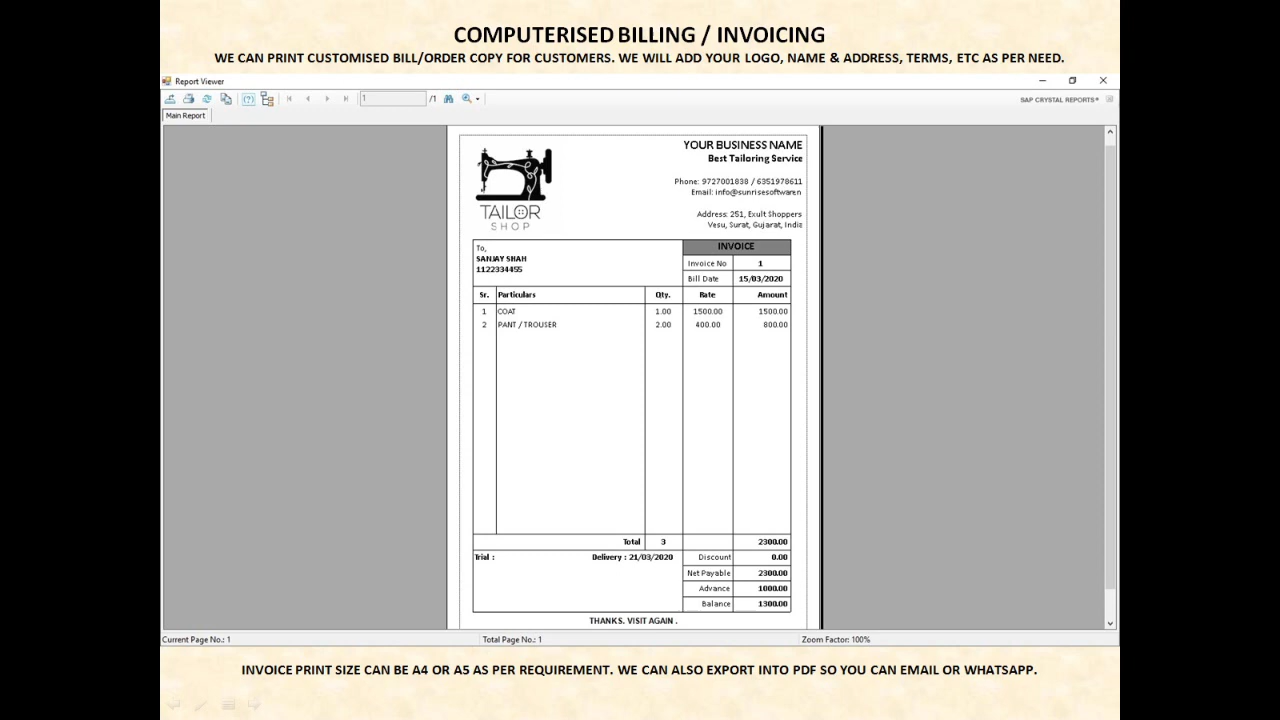 COMPUTERISED BILLING / INVOICING
WE CAN PRINT CUSTOMISED BILL/ORDER COPY FOR CUSTOMERS. WE WILL ADD YOUR LOGO, NAME & ADDRESS, TERMS, ETC AS PER NEED.
Report Viewer
1 /1 SAP CRYSTAL REPORTS®
Main Report
YOUR BUSINESS NAME
Best Tailoring Service
Phone: 9727001838 / 6351978611
Email: info@sunrisesoftware.n
Address: 251, Exult Shoppers
Vesu, Surat, Gujarat, India
TAILOR
SHOP
To,
SANJAY SHAH
1122334455
INVOICE
Invoice No 1
Bill Date 15/03/2020
Sr. Particulars Qty. Rate Amount
1 COAT 1.00 1500.00 1500.00
2 PANT / TROUSER 2.00 400.00 800.00
Total 3 2300.00
Trial : Delivery : 21/03/2020 Discount 0.00
Net Payable 2300.00
Advance 1000.00
Balance 1300.00
THANKS. VISIT AGAIN .
Current Page No.: 1 Total Page No.: 1 Zoom Factor: 100%
INVOICE PRINT SIZE CAN BE A4 OR A5 AS PER REQUIREMENT. WE CAN ALSO EXPORT INTO PDF SO YOU CAN EMAIL OR WHATSAPP.